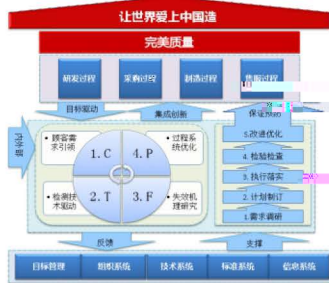 让世界爱上中国造
完美质量
研发过程
采购过程
制造过程
售服过程
目标驱动
集成创新
保证预防
内外部
•顾客需
求引领
1.C
4.P
•过程系
统优化
•检测技
术驱动
2.T
3.F
•失效机
理研究
5.改进优化
4.检验检查
3.执行落实
2.计划制订
1.需求调研
反馈
支撑
目标管理
组织系统
技术系统
标准系统
信息系统